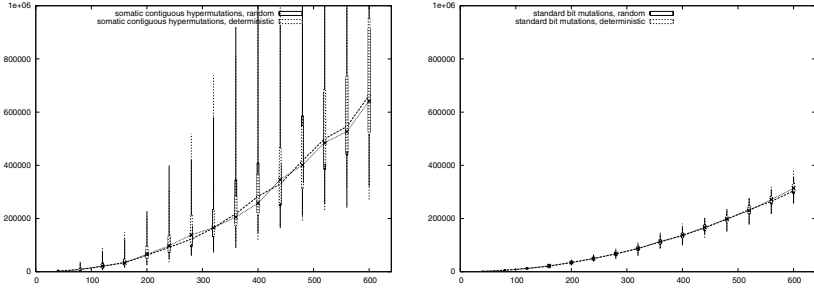 1e+06
somatic contiguous hypermutations, random
somatic contiguous hypermutations, deterministic
800000
600000
400000
200000
0
0 100 200 300 400 500 600
1e+06
standard bit mutations, random
standard bit mutations, deterministic
800000
600000
400000
200000
0
0 100 200 300 400 500 600